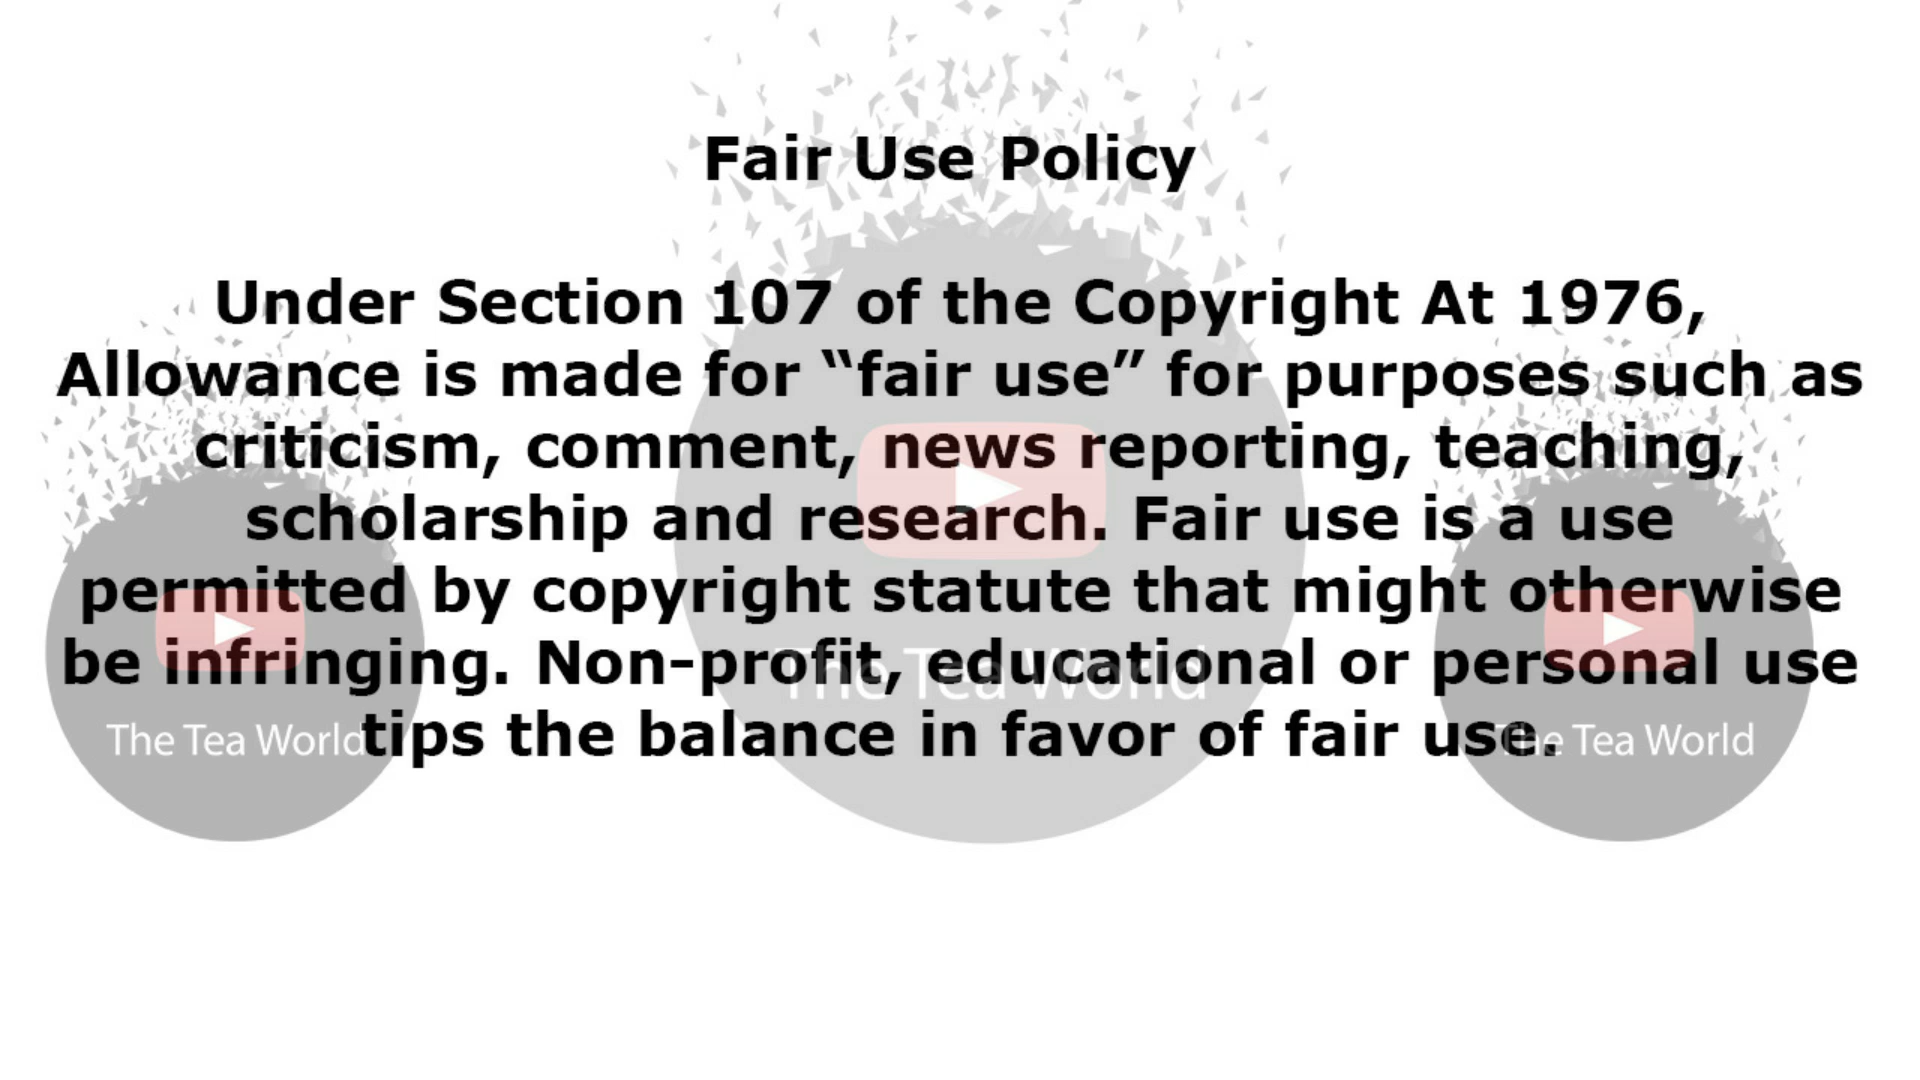 Fair Use Policy
Under Section 107 of the Copyright At 1976,
Allowance is made for “fair use” for purposes such as
criticism, comment, news reporting, teaching,
scholarship and research. Fair use is a use
permitted by copyright statute that might otherwise
be infringing. Non-profit, educational or personal use
tips the balance in favor of fair use.
The Tea World
The Tea World
The Tea World